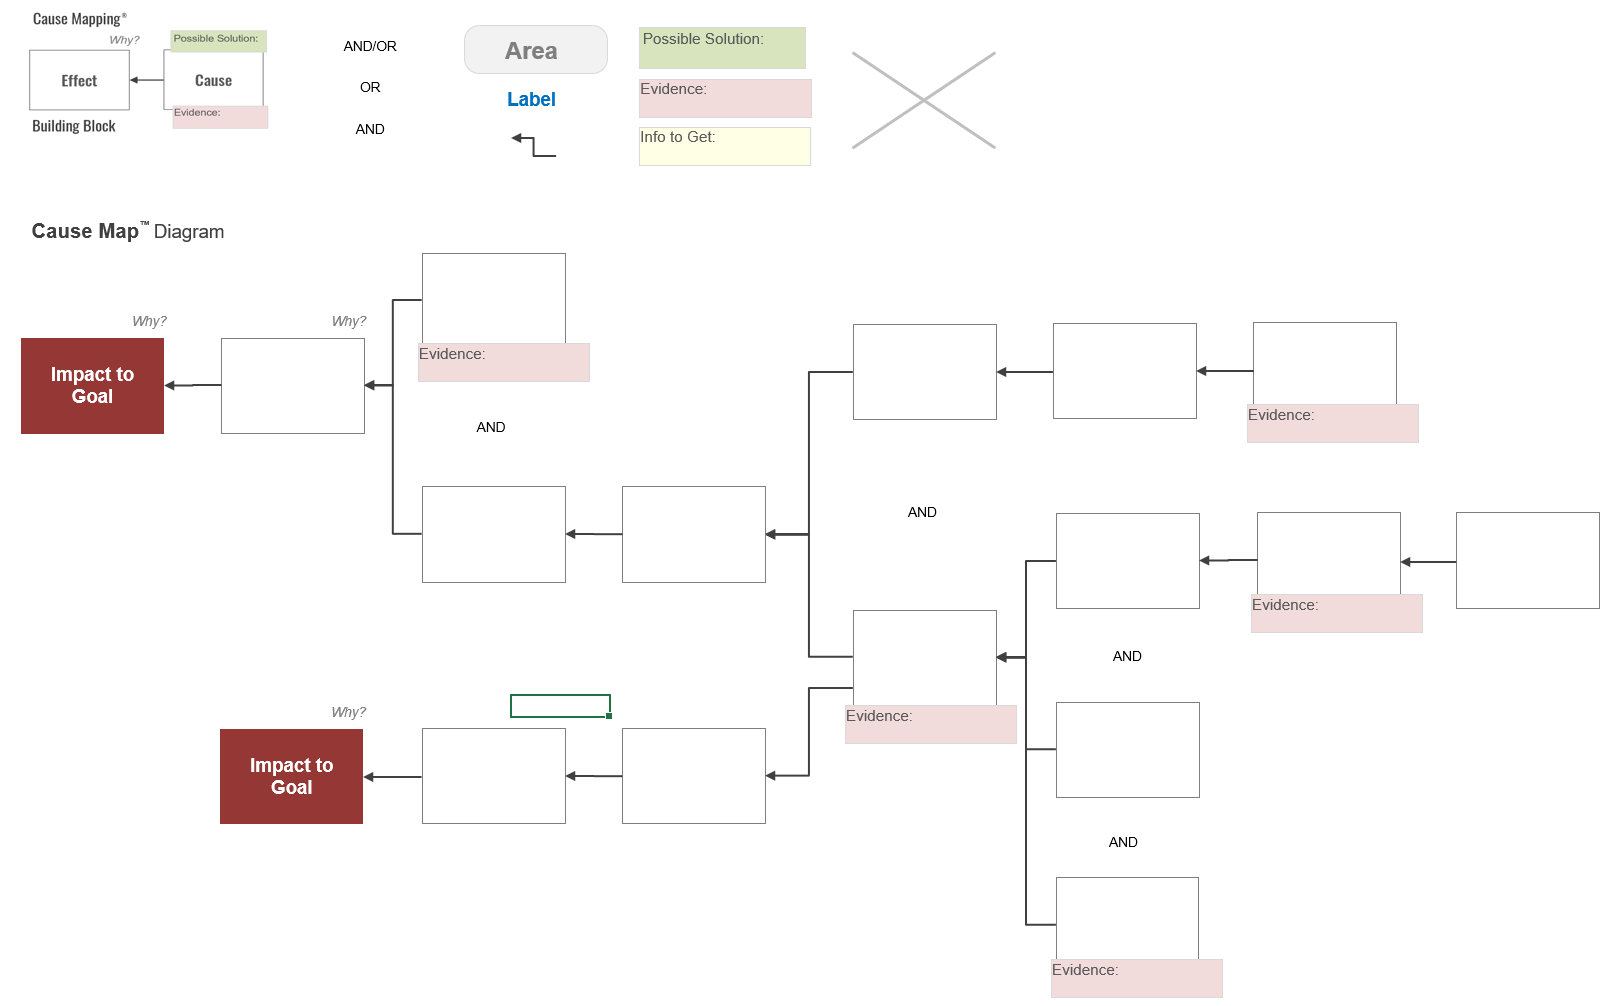 Cause Mapping®
Why?
Possible Solution:
Effect
Cause
Evidence:
Building Block
AND/OR
OR
AND
Area
Label
Possible Solution:
Evidence:
Info to Get:
Cause Map™ Diagram
Why?
Why?
Impact to
Goal
Evidence:
AND
Evidence:
AND
Evidence:
AND
Evidence:
Why?
Impact to
Goal
AND
Evidence: